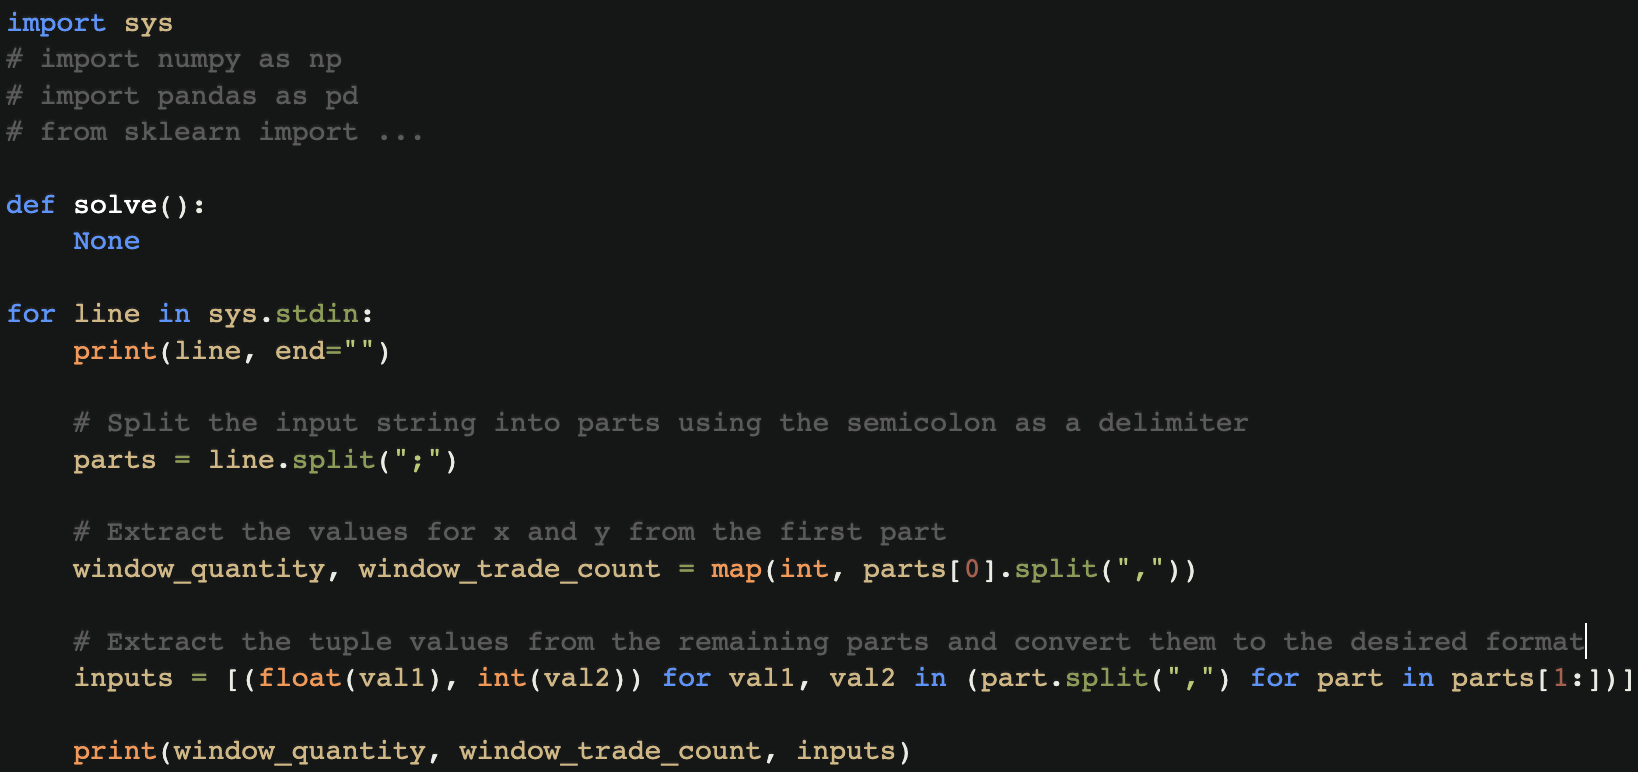 import sys
# import numpy as np
# import pandas as pd
# from sklearn import ...
def solve():
    None
for line in sys.stdin:
    print(line, end="")
    # Split the input string into parts using the semicolon as a delimiter
    parts = line.split(";")
    # Extract the values for x and y from the first part
    window_quantity, window_trade_count = map(int, parts[0].split(","))
    # Extract the tuple values from the remaining parts and convert them to the desired format
    inputs = [(float(val1), int(val2)) for val1, val2 in (part.split(",") for part in parts[1:])]
    print(window_quantity, window_trade_count, inputs)